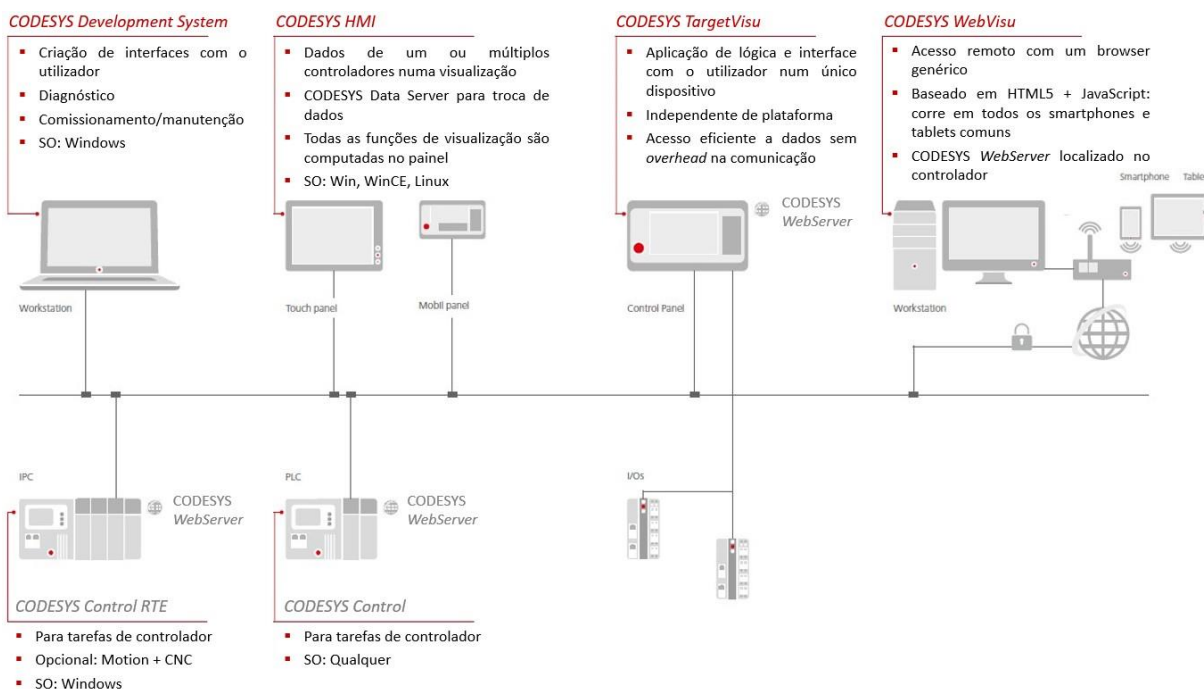 CODESYS Development System
▪ Criação de interfaces com o
utilizador
▪ Diagnóstico
▪ Comissionamento/manutenção
▪ SO: Windows
CODESYS HMI
▪ Dados de um ou múltiplos
controladores numa visualização
▪ CODESYS Data Server para troca de
dados
▪ Todas as funções de visualização são
computadas no painel
▪ SO: Win, WinCE, Linux
CODESYS TargetVisu
▪ Aplicação de lógica e interface
com o utilizador num único
dispositivo
▪ Independente de plataforma
▪ Acesso eficiente a dados sem
overhead na comunicação
CODESYS WebVisu
▪ Acesso remoto com um browser
genérico
▪ Baseado em HTML5 + JavaScript:
corre em todos os smartphones e
tablets comuns
▪ CODESYS WebServer localizado no
controlador
Smartphone
Table
CODESYS
WebServer
Workstation
Touch panel
Mobil panel
Control Panel
Workstation
IPC
CODESYS
WebServer
PLC
CODESYS
WebServer
I/Os
CODESYS Control RTE
▪ Para tarefas de controlador
▪ Opcional: Motion + CNC
▪ SO: Windows
CODESYS Control
▪ Para tarefas de controlador
▪ SO: Qualquer